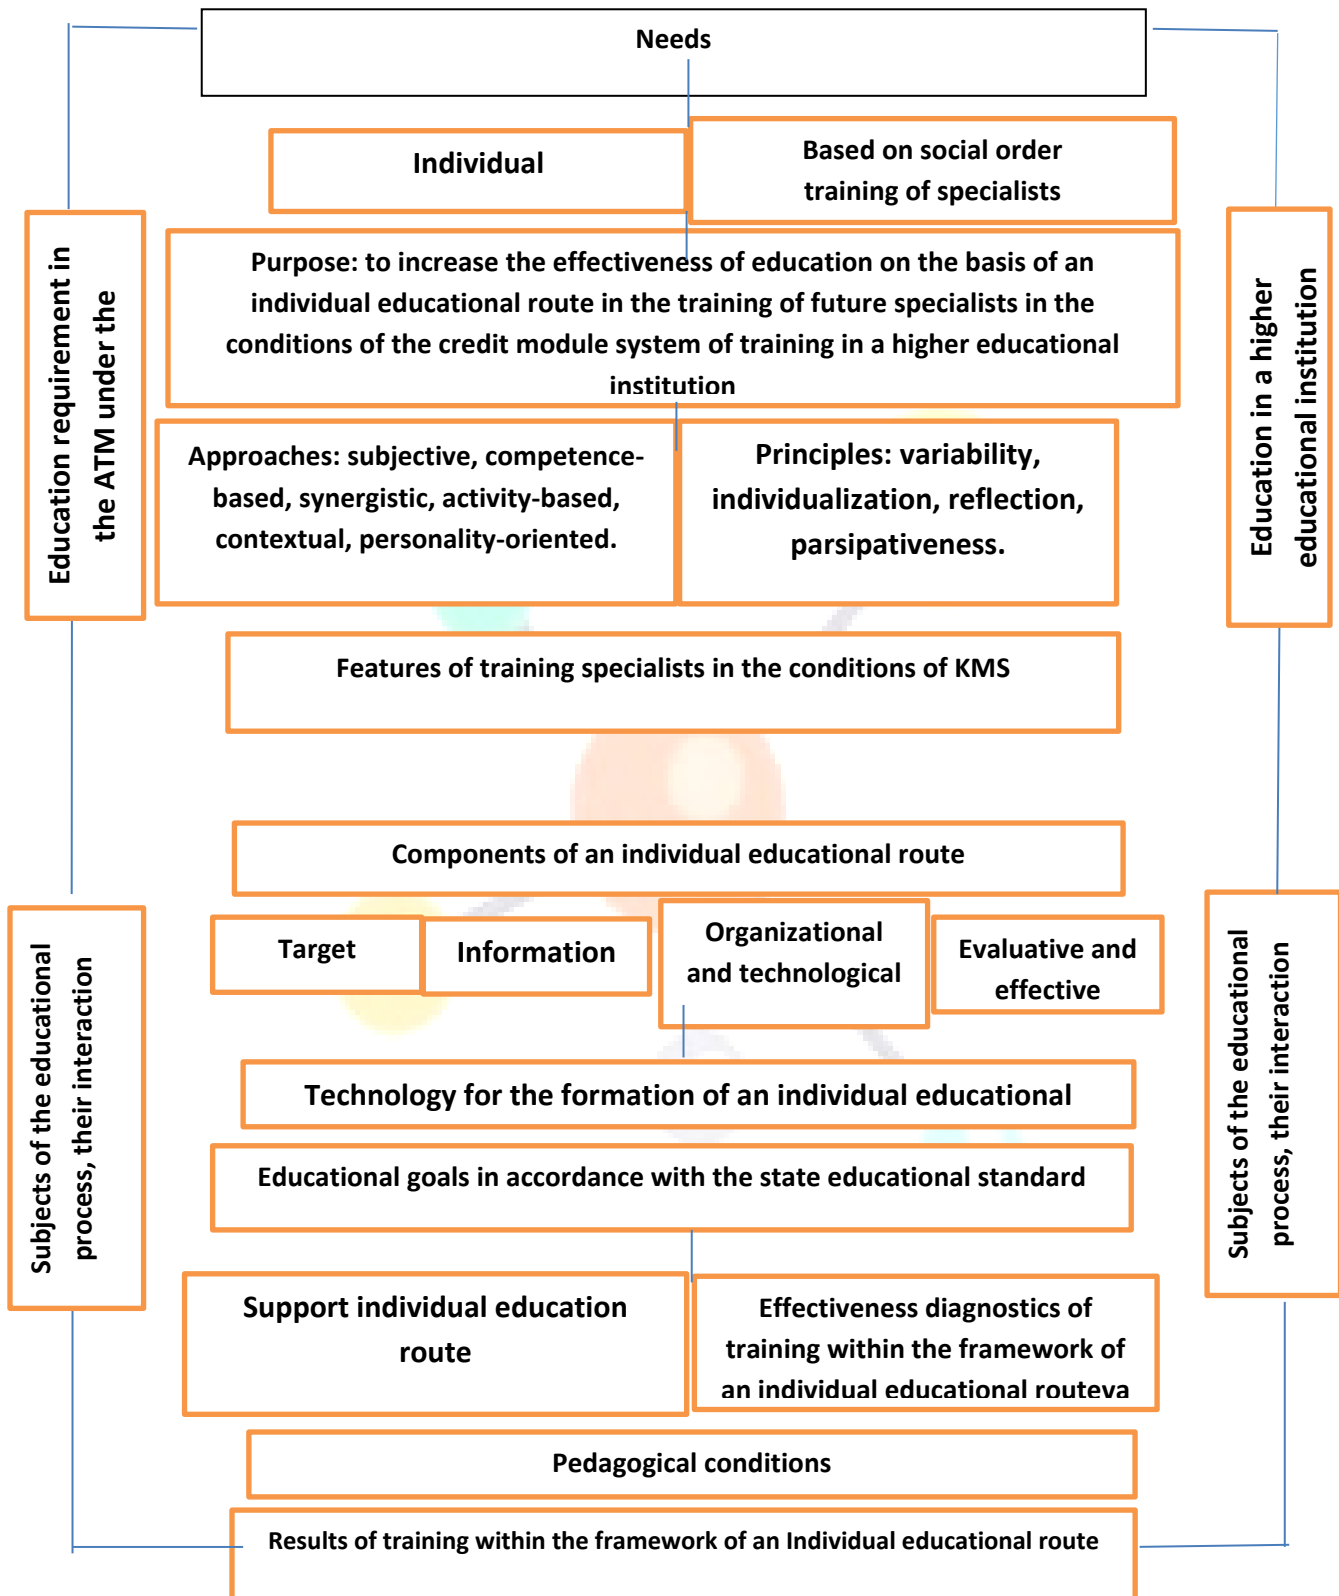 Needs
Individual
Based on social order
training of specialists
Education requirement in
the ATM under the
Education in a higher
educational institution
Purpose: to increase the effectiveness of education on the basis of an
individual educational route in the training of future specialists in the
conditions of the credit module system of training in a higher educational
institution
Approaches: subjective, competence-
based, synergistic, activity-based,
contextual, personality-oriented.
Principles: variability,
individualization, reflection,
parsipativeness.
Features of training specialists in the conditions of KMS
Components of an individual educational route
Subjects of the educational
process, their interaction
Target
Information
Organizational
and technological
Evaluative and
effective
Subjects of the educational
process, their interaction
Technology for the formation of an individual educational
Educational goals in accordance with the state educational standard
Support individual education
route
Effectiveness diagnostics of
training within the framework of
an individual educational routeva
Pedagogical conditions
Results of training within the framework of an Individual educational route